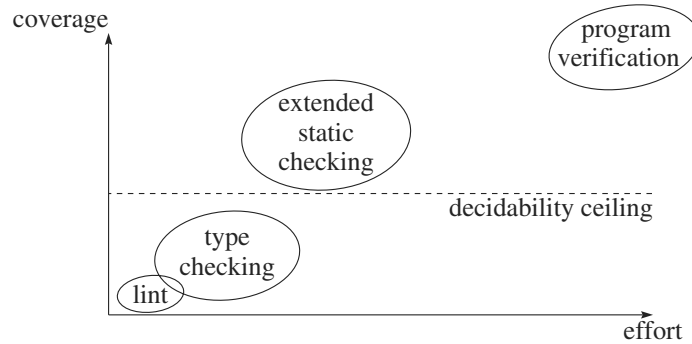 coverage
program
verification
extended
static
checking
decidability ceiling
type
checking
lint
effort